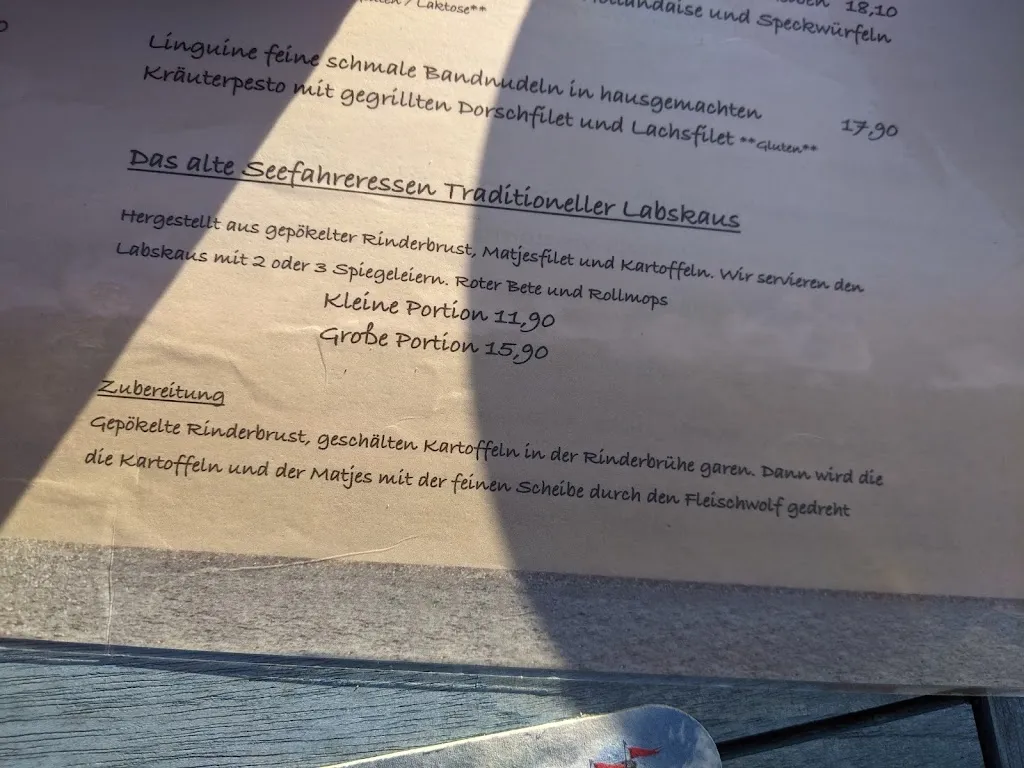 Laktose**
18,10
und Speckwürfeln
Linguine feine schmale Bandnudeln in hausgemachten
Kräuterpesto mit gegrillten Dorschfilet und Lachsfilet **Gluten** 17,90
Das alte Seefahreressen Traditioneller Labskaus
Hergestellt aus gepökelter Rinderbrust, Matjesfilet und Kartoffeln. Wir servieren den
Labskaus mit 2 oder 3 Spiegeleiern. Roter Bete und Rollmops
Kleine Portion 11,90
Große Portion 15,90
Zubereitung
Gepökelte Rinderbrust, geschälten Kartoffeln in der Rinderbrühe garen. Dann wird die
die Kartoffeln und der Matjes mit der feinen Scheibe durch den Fleischwolf gedreht